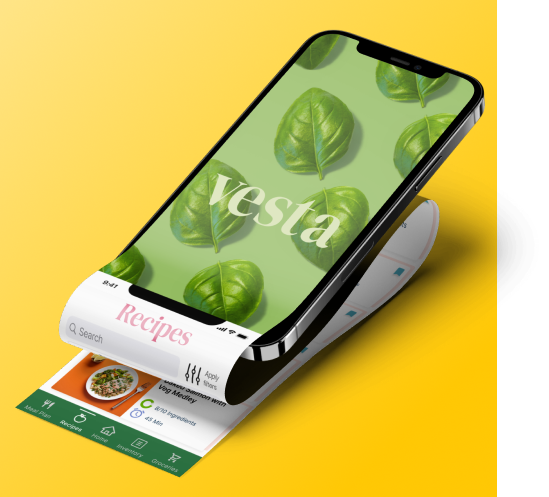 vesta
9:41
Recipes
Search
Apply
filters
Salmon with
Veg Medley
8/10 Ingredients
45 Min
Meal Plan
Recipes
Home
Inventory
Groceries